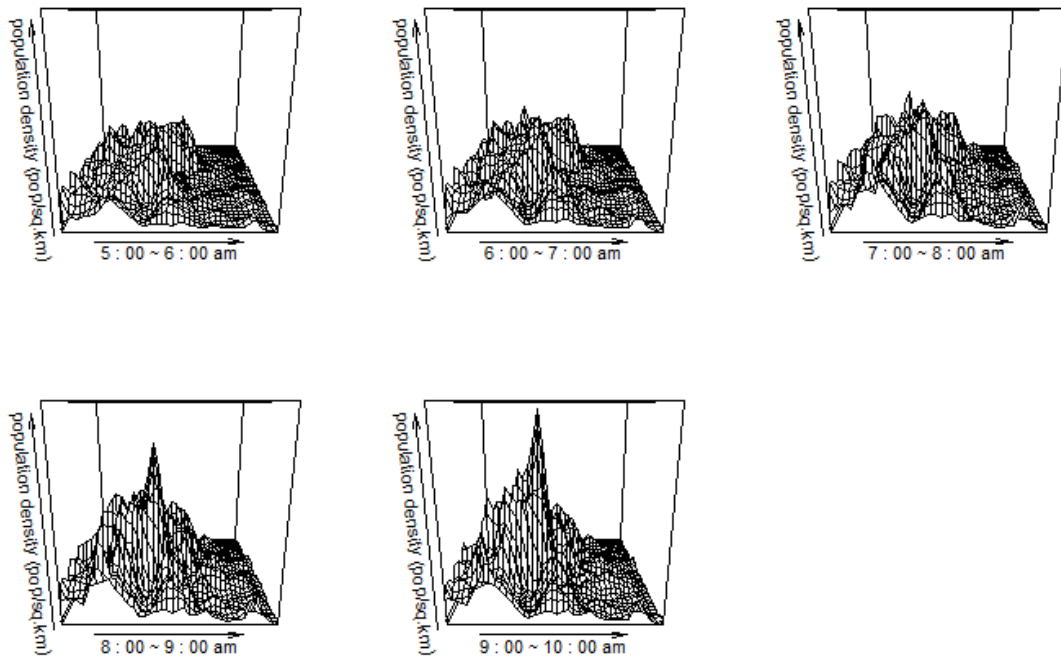 population density (pop/sq.km)
5 : 00 ~ 6 : 00 am
population density (pop/sq.km)
6 : 00 ~ 7 : 00 am
population density (pop/sq.km)
7 : 00 ~ 8 : 00 am
population density (pop/sq.km)
8 : 00 ~ 9 : 00 am
population density (pop/sq.km)
9 : 00 ~ 10 : 00 am